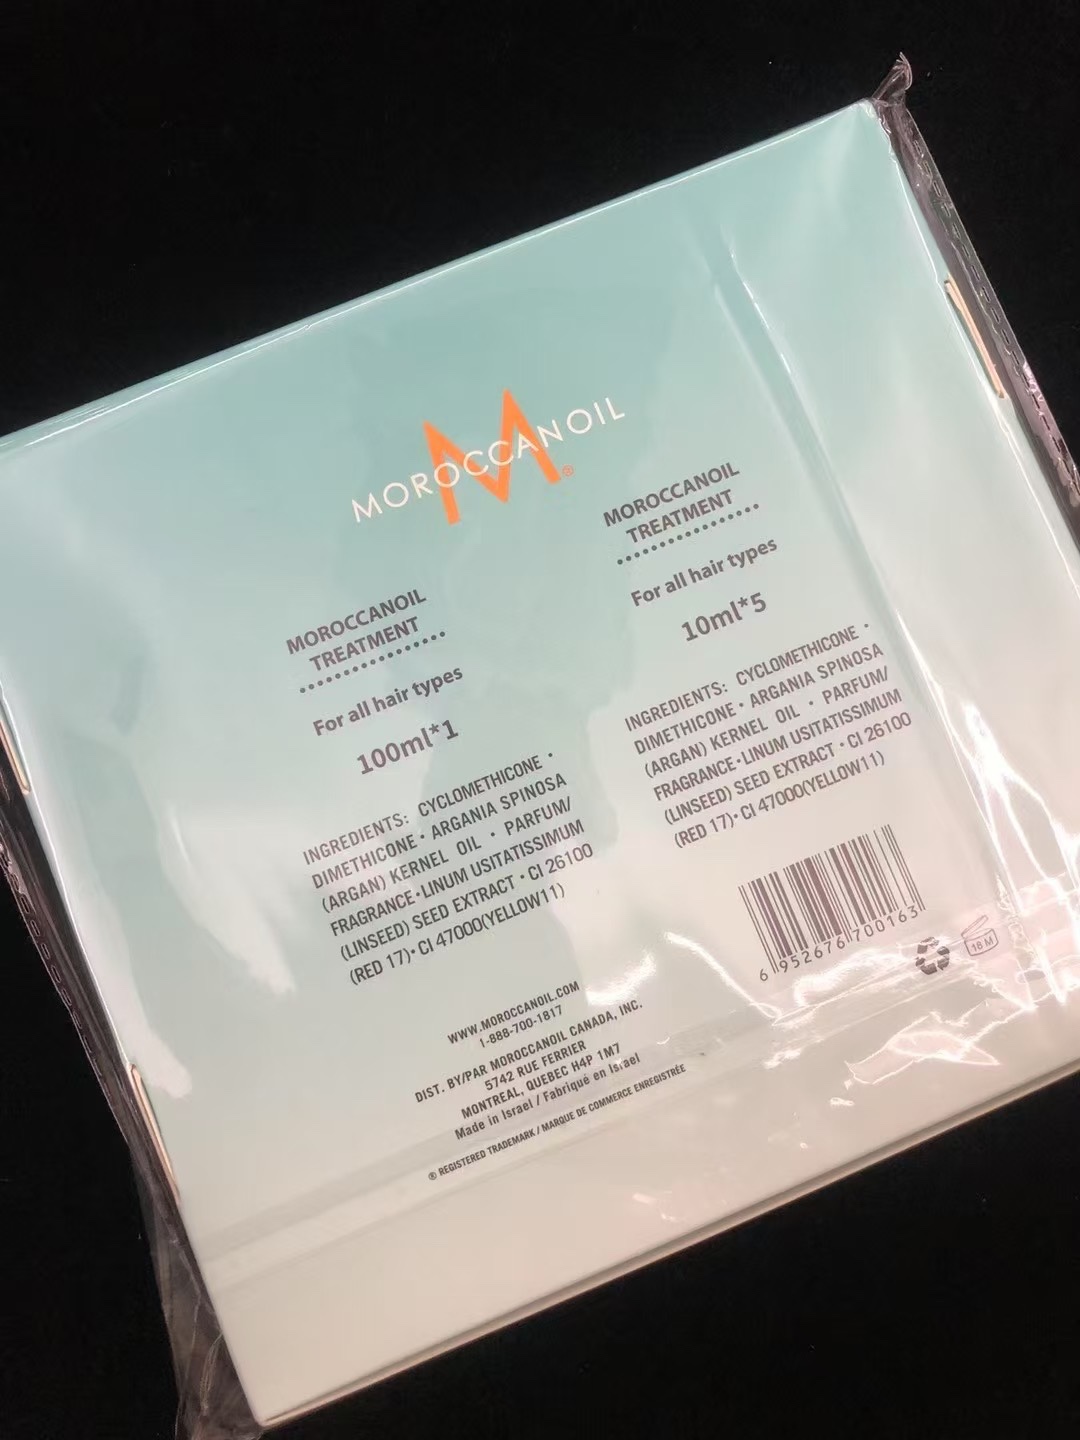 MOROCCANOIL
®
MOROCCANOIL
TREATMENT
For all hair types
100ml*1
INGREDIENTS: CYCLOMETHICONE •
DIMETHICONE • ARGANIA SPINOSA
(ARGAN) KERNEL OIL • PARFUM/
FRAGRANCE•LINUM USITATISSIMUM
(LINSEED) SEED EXTRACT • CI 26100
(RED 17)• CI 47000(YELLOW11)
MOROCCANOIL
TREATMENT
For all hair types
10ml*5
INGREDIENTS: CYCLOMETHICONE •
DIMETHICONE • ARGANIA SPINOSA
(ARGAN) KERNEL OIL • PARFUM/
FRAGRANCE•LINUM USITATISSIMUM
(LINSEED) SEED EXTRACT • CI 26100
(RED 17)• CI 47000(YELLOW11)
6 952676 700163
18 M
WWW.MOROCCANOIL.COM
1-888-700-1817
DIST. BY/PAR MOROCCANOIL CANADA, INC.
5742 RUE FERRIER
MONTREAL, QUEBEC H4P 1M7
Made in Israel / Fabriqué en Israel
® REGISTERED TRADEMARK / MARQUE DE COMMERCE ENREGISTRÉE